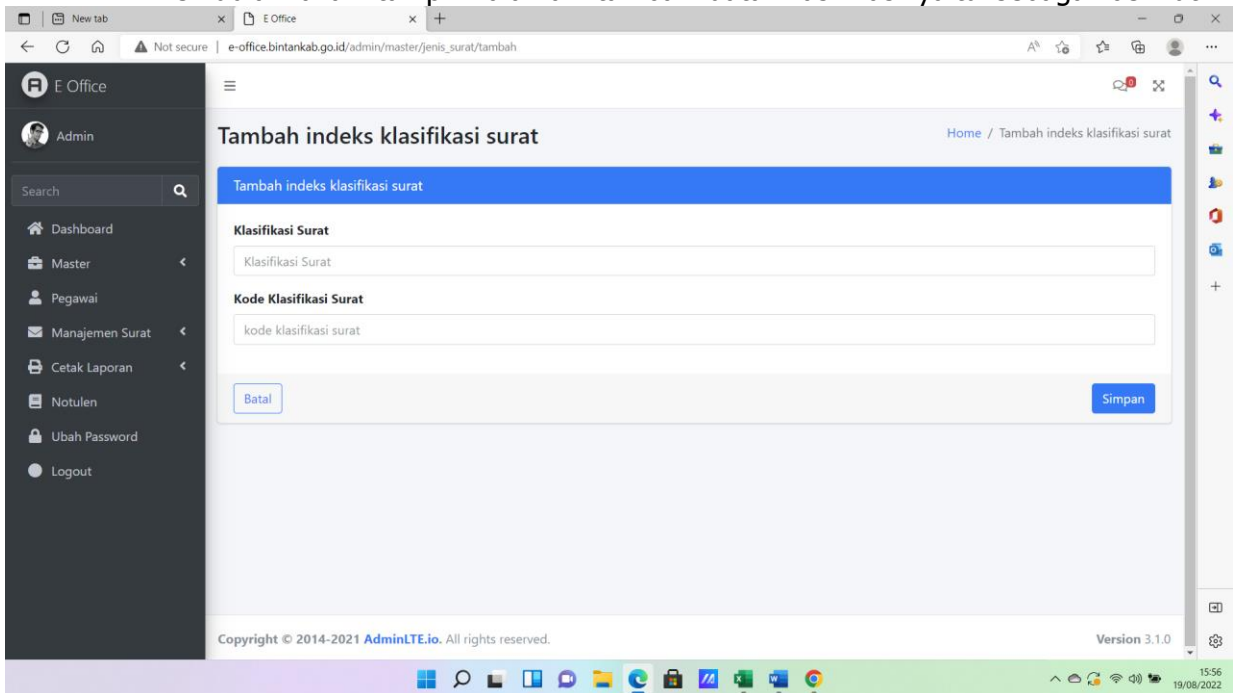 New tab
E Office
Not secure | e-office.bintankab.go.id/admin/master/jenis_surat/tambah
E Office
0
Admin
Tambah indeks klasifikasi surat
Home / Tambah indeks klasifikasi surat
Search
Tambah indeks klasifikasi surat
Dashboard
Klasifikasi Surat
Master
Klasifikasi Surat
Pegawai
Kode Klasifikasi Surat
Manajemen Surat
kode klasifikasi surat
Cetak Laporan
Notulen
Batal
Simpan
Ubah Password
Logout
Copyright © 2014-2021 AdminLTE.io. All rights reserved.
Version 3.1.0
15:56
19/08/2022